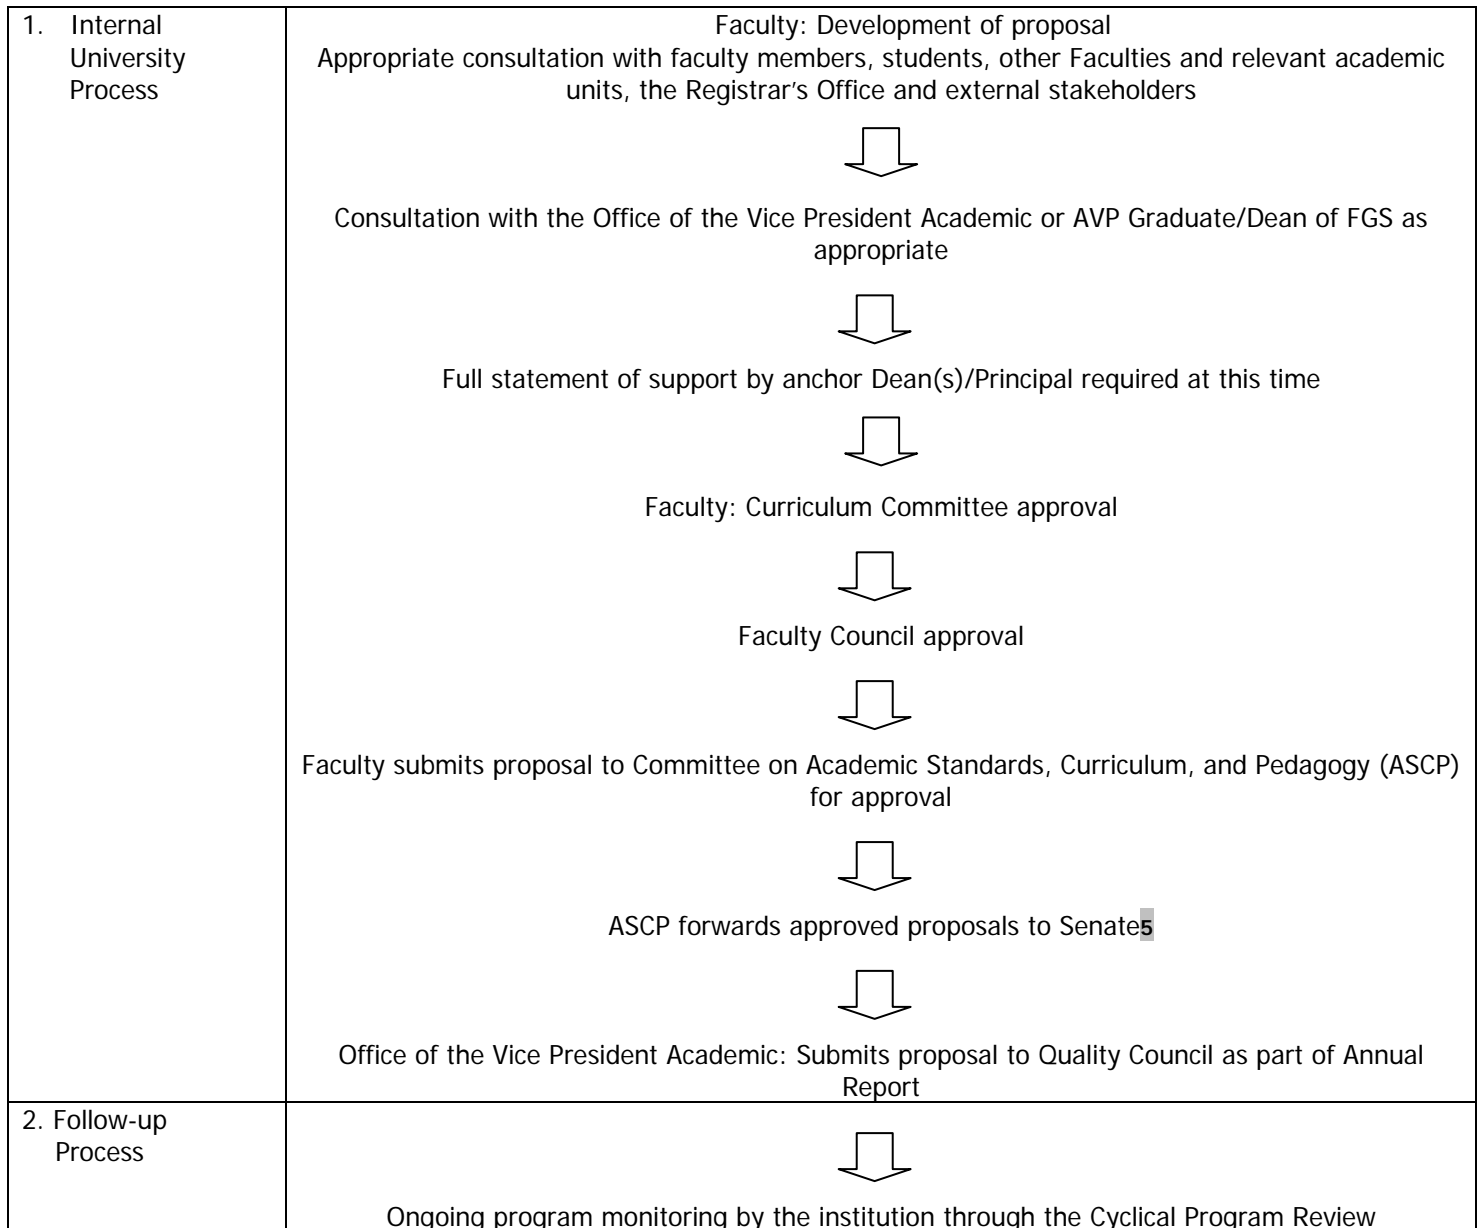 1. Internal
University
Process
Faculty: Development of proposal
Appropriate consultation with faculty members, students, other Faculties and relevant academic
units, the Registrar's Office and external stakeholders
Consultation with the Office of the Vice President Academic or AVP Graduate/Dean of FGS as
appropriate
Full statement of support by anchor Dean(s)/Principal required at this time
Faculty: Curriculum Committee approval
Faculty Council approval
Faculty submits proposal to Committee on Academic Standards, Curriculum, and Pedagogy (ASCP)
for approval
ASCP forwards approved proposals to Senate5
Office of the Vice President Academic: Submits proposal to Quality Council as part of Annual
Report
2. Follow-up
Process
Ongoing program monitoring by the institution through the Cyclical Program Review